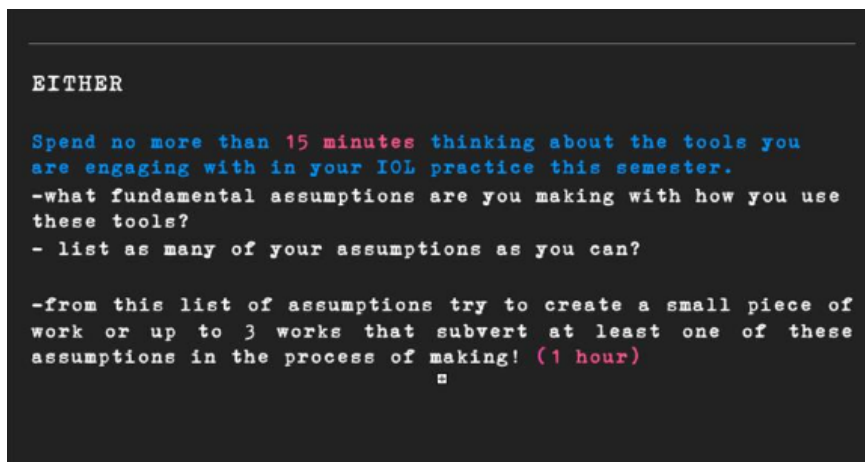 EITHER
Spend no more than 15 minutes thinking about the tools you
are engaging with in your IOL practice this semester.
-what fundamental assumptions are you making with how you use
these tools?
- list as many of your assumptions as you can?
-from this list of assumptions try to create a small piece of
work or up to 3 works that subvert at least one of these
assumptions in the process of making! (1 hour)